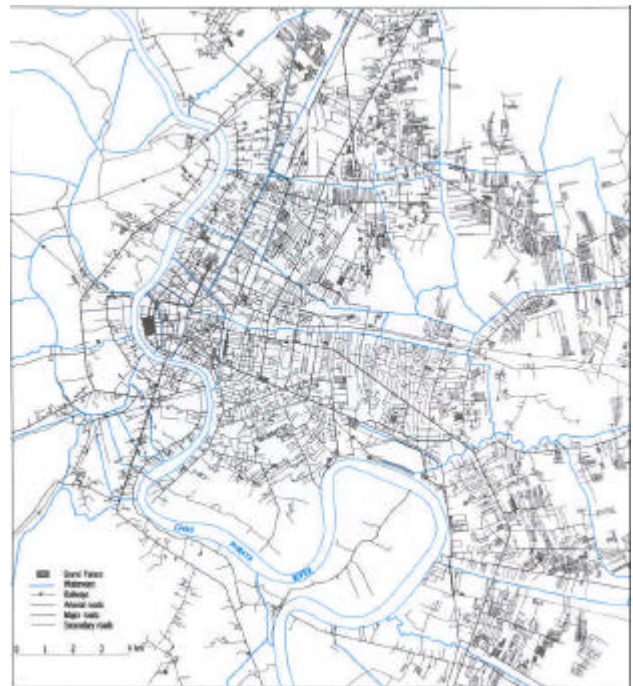 CHAO
PHRAYA
RIVER
Grand Palace
Waterways
Railways
Arterial roads
Major roads
Secondary roads
0 1 2 3 4 km